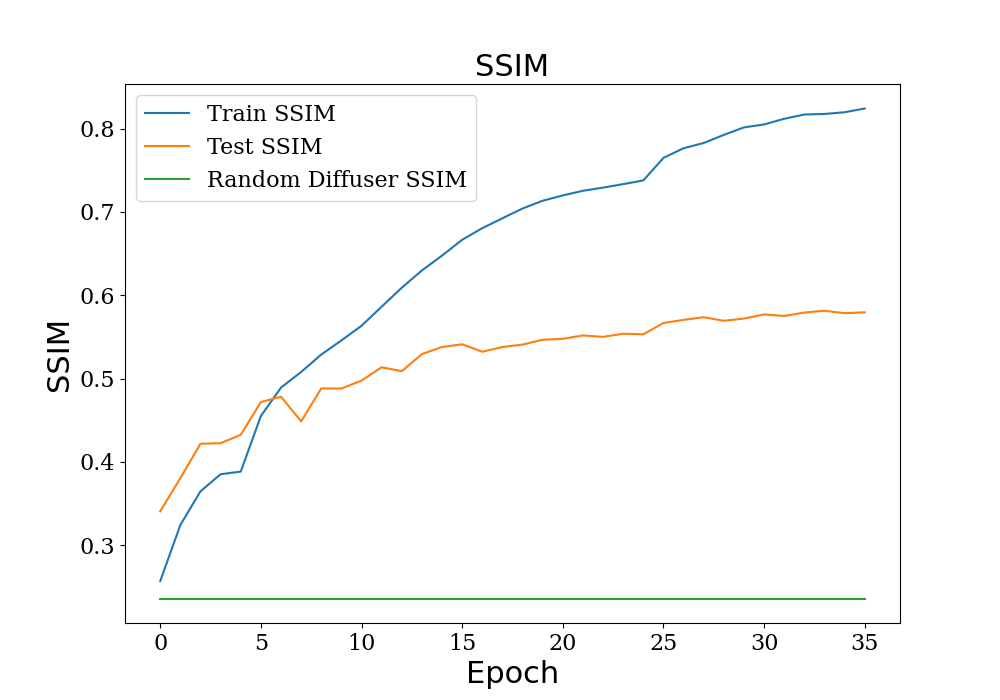 SSIM
Train SSIM
Test SSIM
Random Diffuser SSIM
SSIM
0.8
0.7
0.6
0.5
0.4
0.3
0 5 10 15 20 25 30 35
Epoch